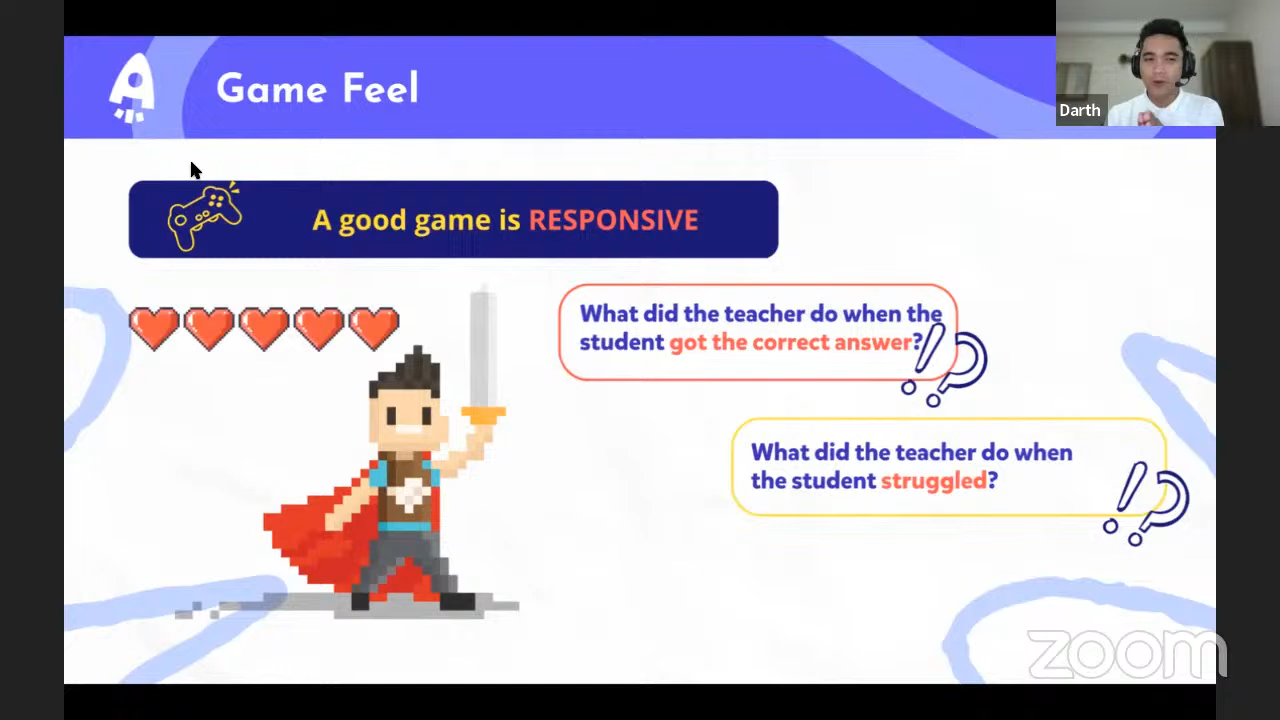 Game Feel
Darth
A good game is RESPONSIVE
What did the teacher do when the
student got the correct answer?
!?
What did the teacher do when
the student struggled?
!?
zoom